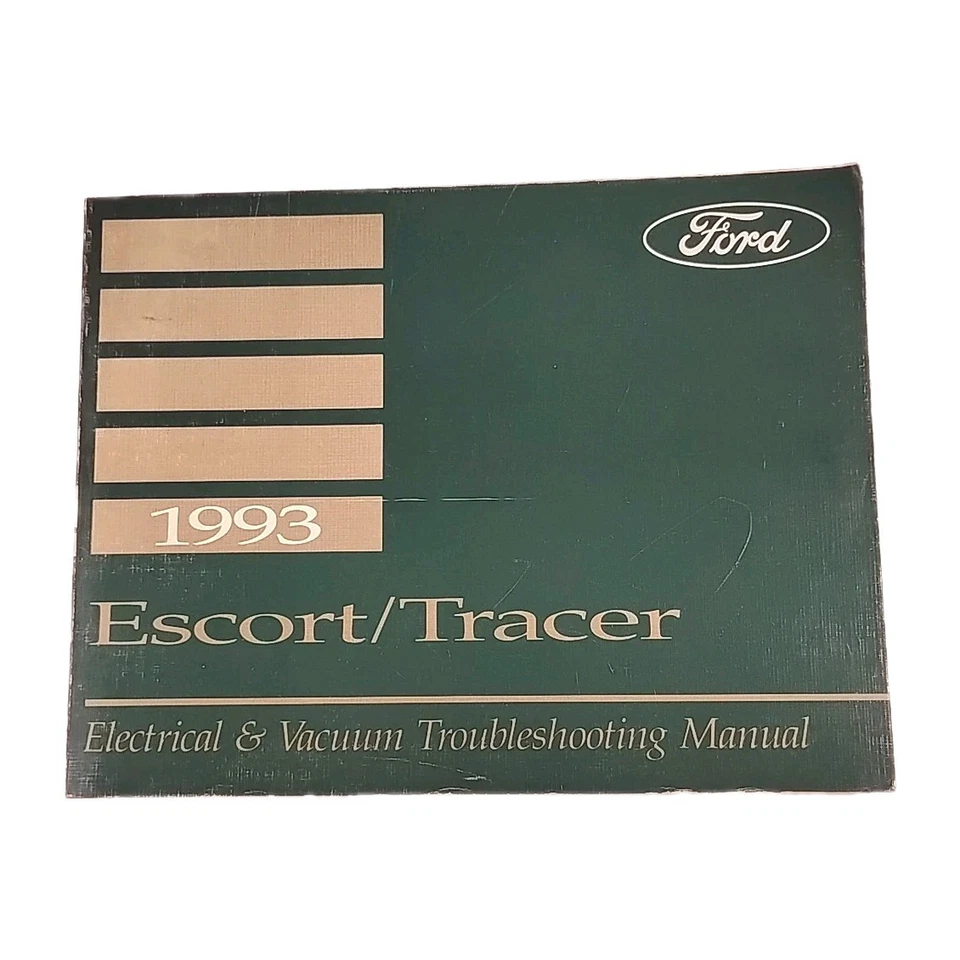 Ford
1993
Escort/Tracer
Electrical & Vacuum Troubleshooting Manual